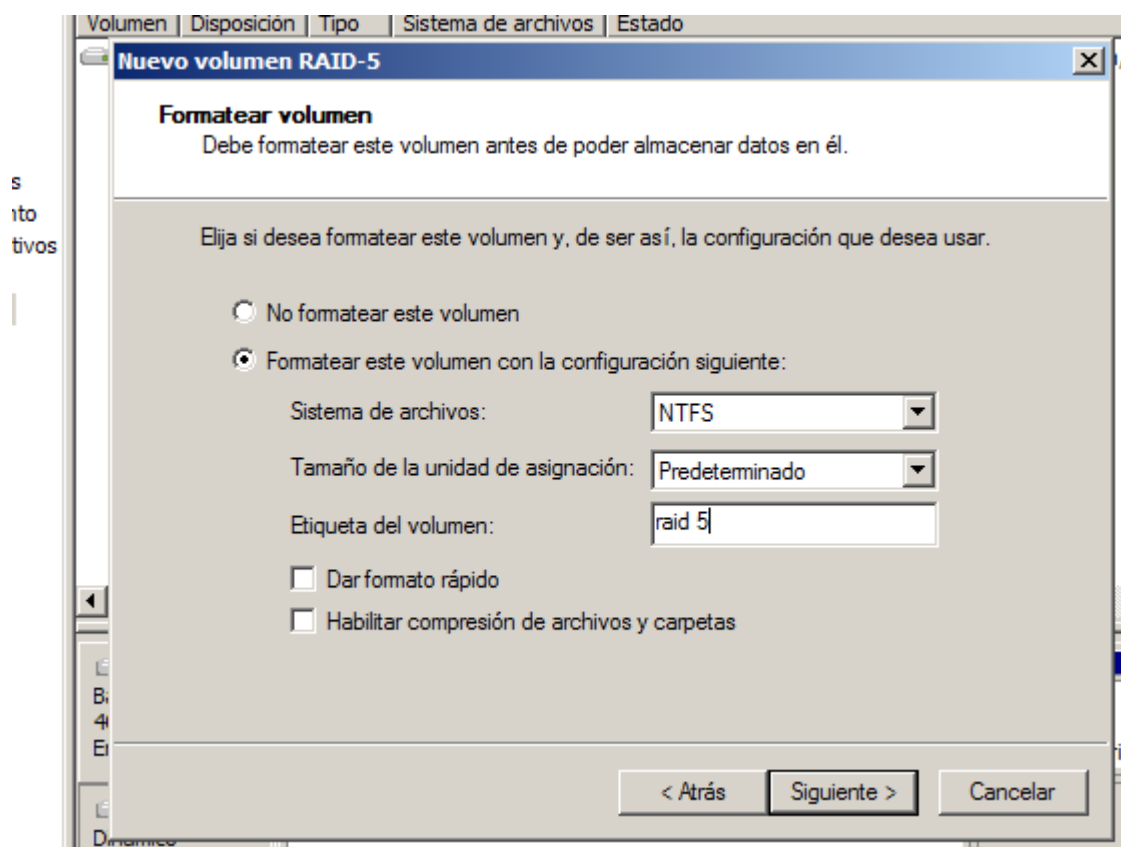 Volumen Disposición Tipo Sistema de archivos Estado
Nuevo volumen RAID-5
Formatear volumen
Debe formatear este volumen antes de poder almacenar datos en él.
Elija si desea formatear este volumen y, de ser así, la configuración que desea usar.
No formatear este volumen
Formatear este volumen con la configuración siguiente:
Sistema de archivos: NTFS
Tamaño de la unidad de asignación: Predeterminado
Etiqueta del volumen: raid 5
Dar formato rápido
Habilitar compresión de archivos y carpetas
< Atrás Siguiente > Cancelar